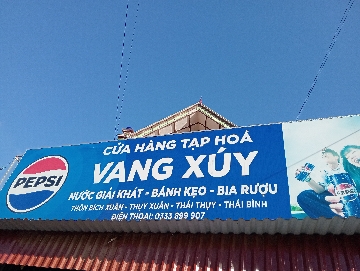 CỬA HÀNG TẠP HOÁ
VANG XÚY
PEPSI
NƯỚC GIẢI KHÁT - BÁNH KẸO - BIA RƯỢU
THÔN BÍCH XUÂN - THUỴ XUÂN - THÁI THỤY - THÁI BÌNH
ĐIỆN THOẠI: 0333 899 907